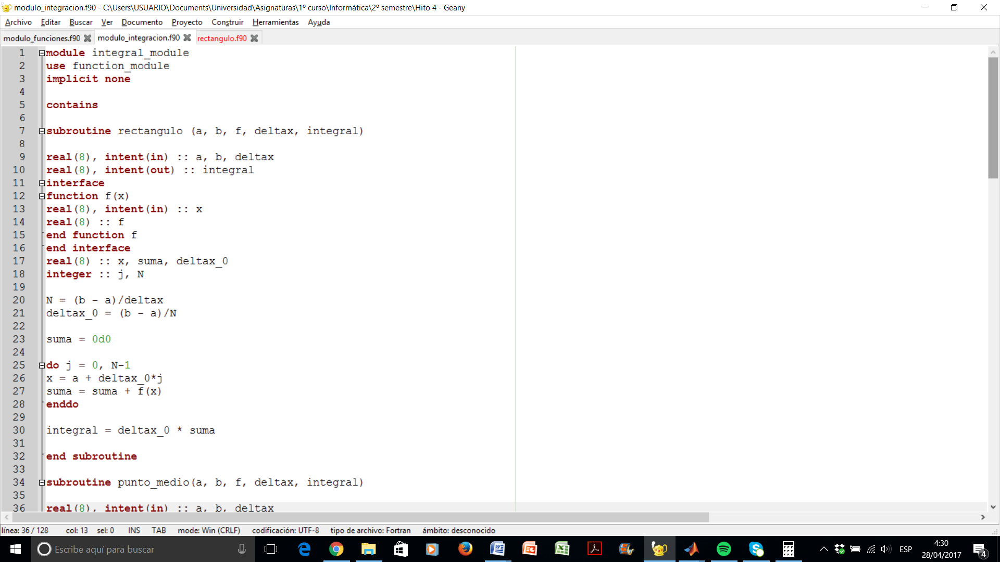 modulo_integracion.f90 - C:\Users\USUARIO\Documents\Universidad\Asignaturas\1º curso\Informática\2º semestre\Hito 4 - Geany
Archivo Editar Buscar Ver Documento Proyecto Construir Herramientas Ayuda
modulo_funciones.f90 modulo_integracion.f90 rectangulo.f90
1 module integral_module
2 use function_module
3 implicit none
4
5 contains
6
7 subroutine rectangulo (a, b, f, deltax, integral)
8
9 real(8), intent(in) :: a, b, deltax
10 real(8), intent(out) :: integral
11 interface
12 function f(x)
13 real(8), intent(in) :: x
14 real(8) :: f
15 end function f
16 end interface
17 real(8) :: x, suma, deltax_0
18 integer :: j, N
19
20 N = (b - a)/deltax
21 deltax_0 = (b - a)/N
22
23 suma = 0d0
24
25 do j = 0, N-1
26 x = a + deltax_0*j
27 suma = suma + f(x)
28 enddo
29
30 integral = deltax_0 * suma
31
32 end subroutine
33
34 subroutine punto_medio(a, b, f, deltax, integral)
35
36 real(8), intent(in) :: a, b, deltax
línea: 36 / 128 col: 13 sel: 0 INS TAB mode: Win (CRLF) codificación: UTF-8 tipo de archivo: Fortran ámbito: desconocido
Escribe aquí para buscar
ESP
4:30
28/04/2017
4